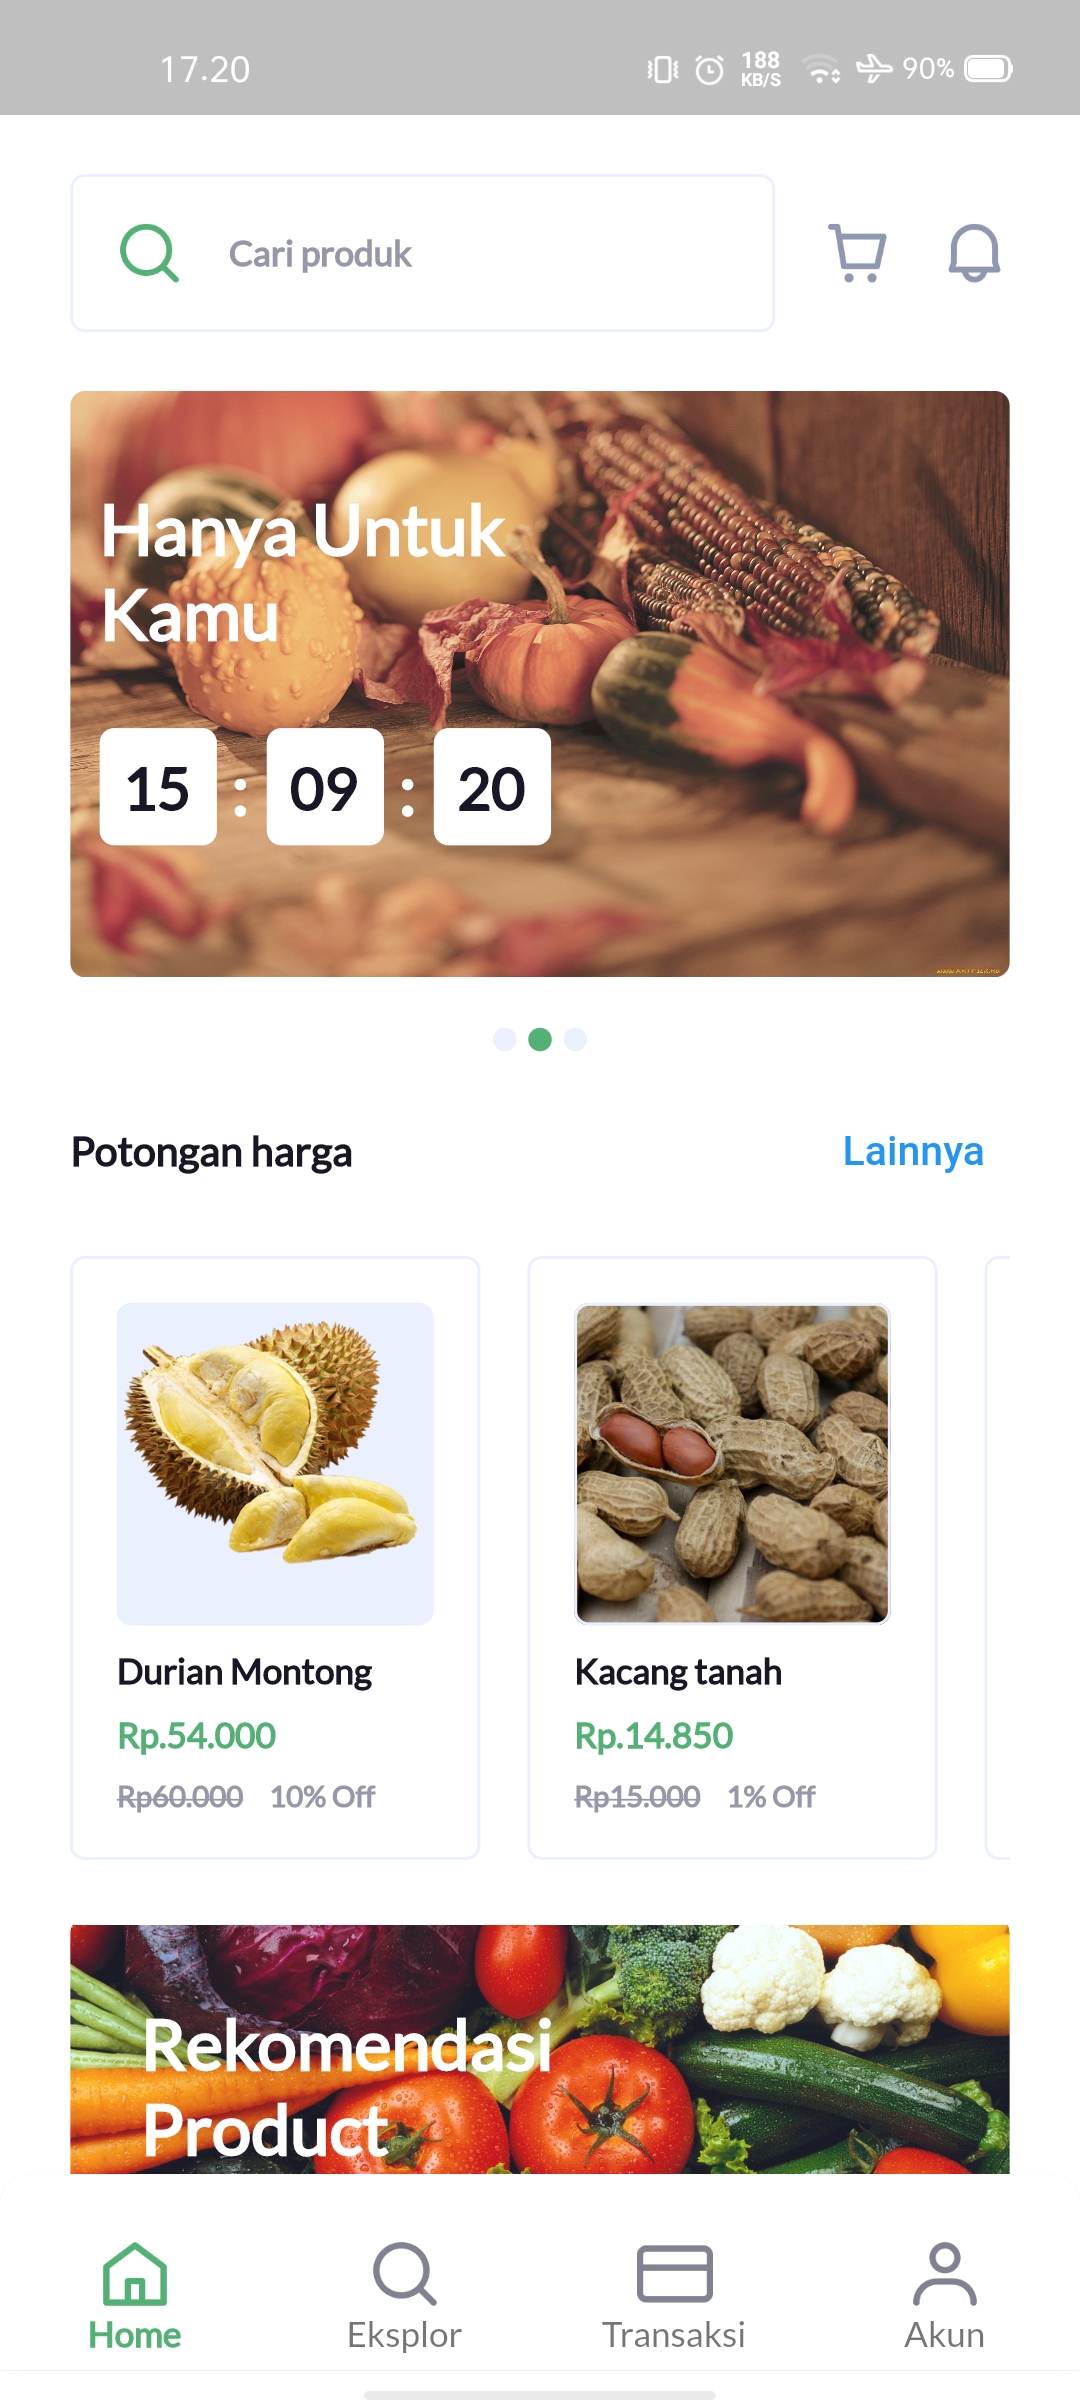 17.20
188
KB/S
90%
Cari produk
Hanya Untuk
Kamu
15 : 09 : 20
Potongan harga
Lainnya
Durian Montong
Kacang tanah
Rp.54.000
Rp.14.850
Rp60.000 10% Off
Rp15.000 1% Off
Rekomendasi
Product
Home
Eksplor
Transaksi
Akun